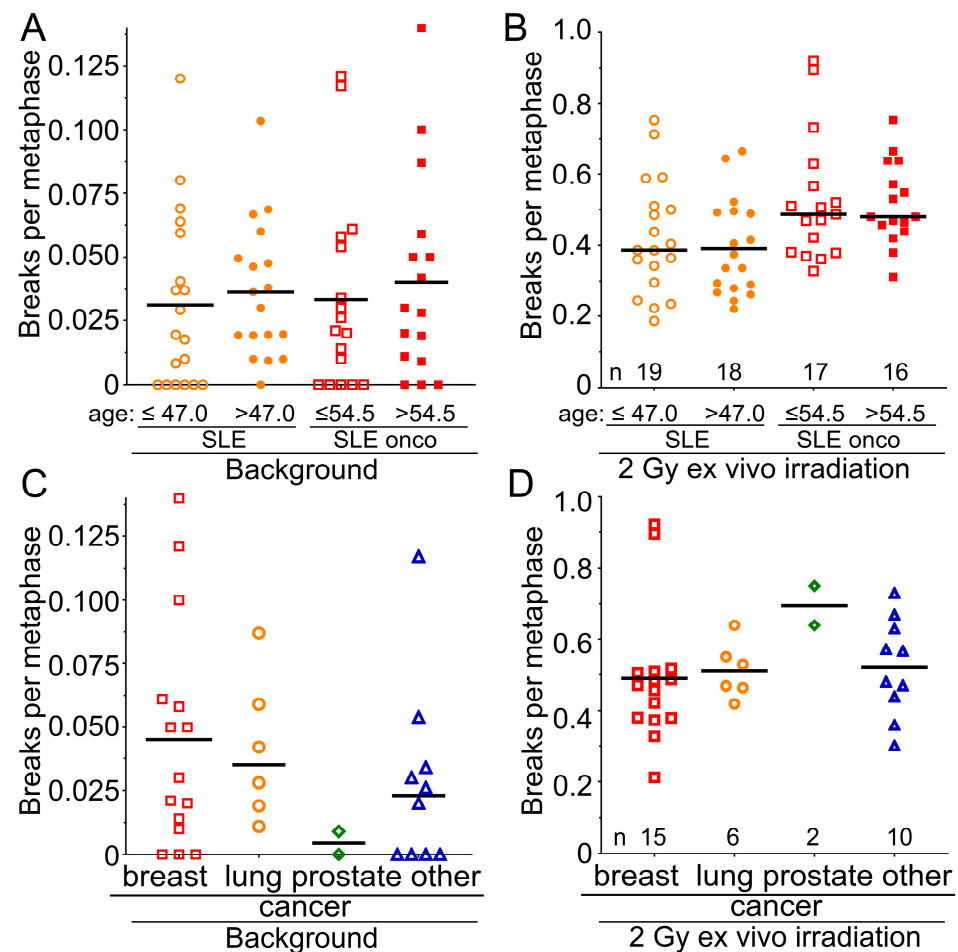 A
Breaks per metaphase
0.125
0.100
0.075
0.050
0.025
0
age: ≤ 47.0 >47.0 ≤54.5 >54.5
SLE SLE onco
Background
B
Breaks per metaphase
1.0
0.8
0.6
0.4
0.2
0
n 19 18 17 16
age: ≤ 47.0 >47.0 ≤54.5 >54.5
SLE SLE onco
2 Gy ex vivo irradiation
C
Breaks per metaphase
0.125
0.100
0.075
0.050
0.025
0
breast lung prostate other
cancer
Background
D
Breaks per metaphase
1.0
0.8
0.6
0.4
0.2
0
n 15 6 2 10
breast lung prostate other
cancer
2 Gy ex vivo irradiation